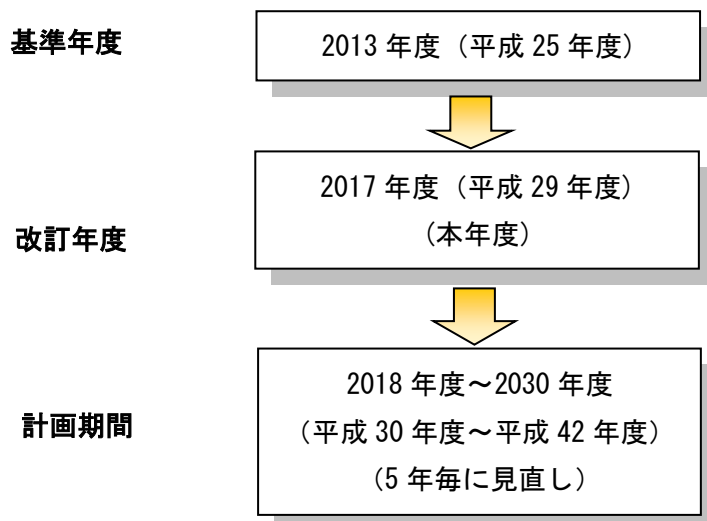 基準年度
2013 年度（平成 25 年度）
2017 年度（平成 29 年度）
（本年度）
改訂年度
2018 年度～2030 年度
（平成 30 年度～平成 42 年度）
（5 年毎に見直し）
計画期間